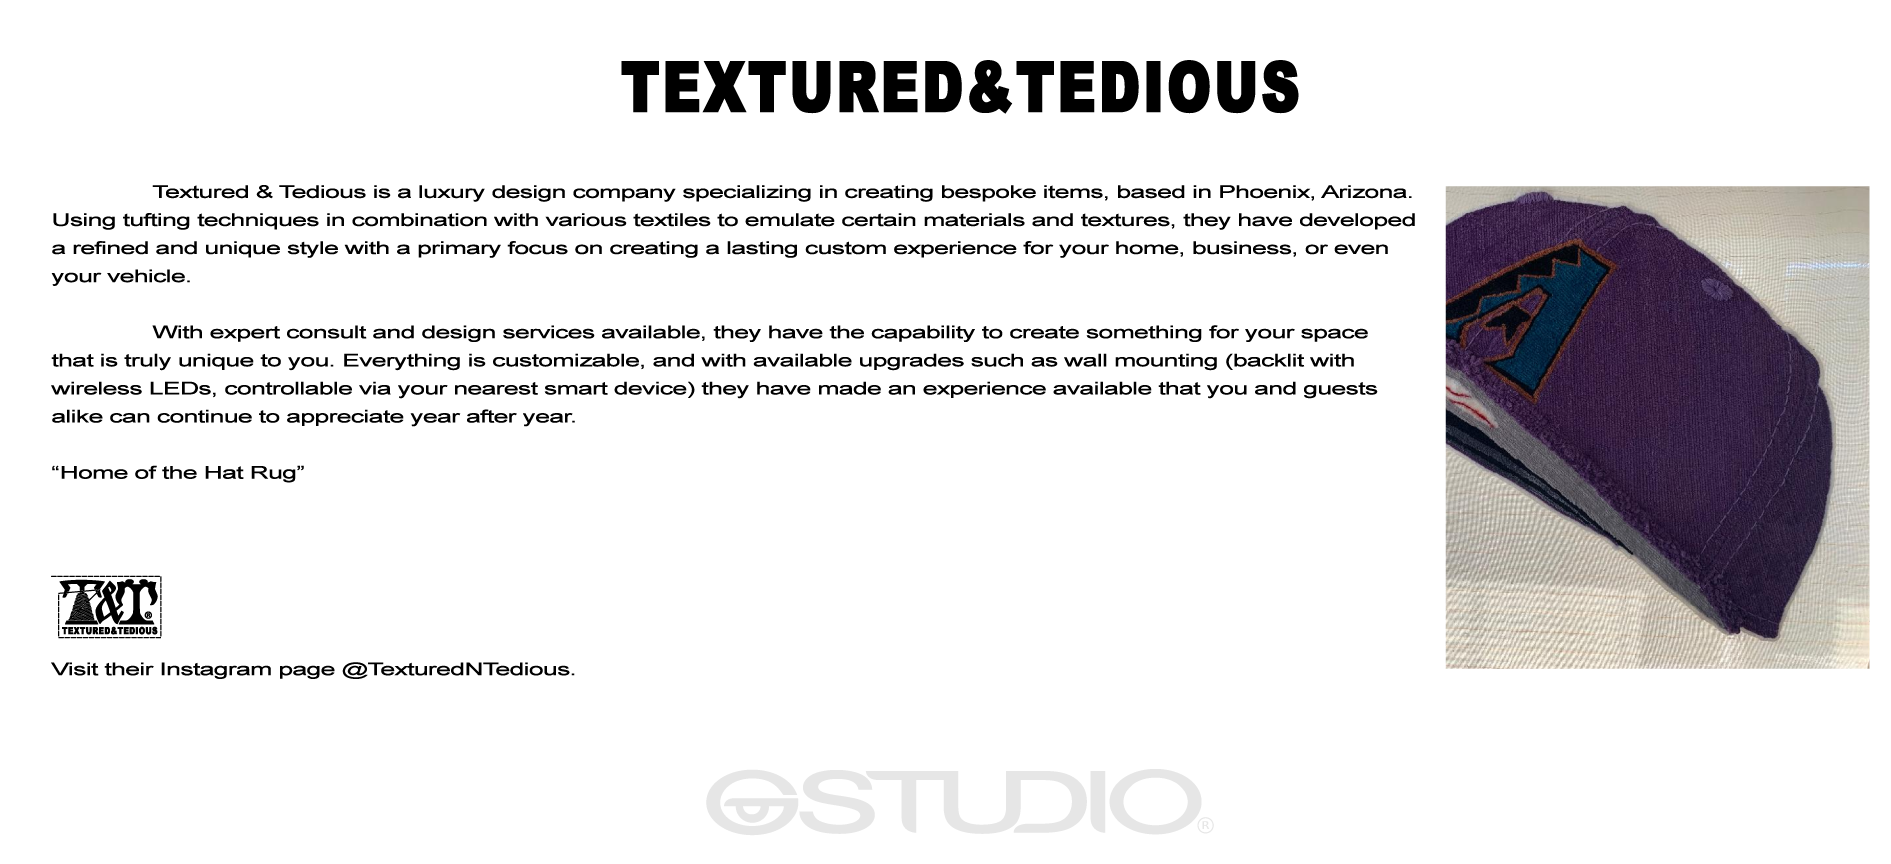 TEXTURED&TEDIOUS
Textured & Tedious is a luxury design company specializing in creating bespoke items, based in Phoenix, Arizona.
Using tufting techniques in combination with various textiles to emulate certain materials and textures, they have developed
a refined and unique style with a primary focus on creating a lasting custom experience for your home, business, or even
your vehicle.
With expert consult and design services available, they have the capability to create something for your space
that is truly unique to you. Everything is customizable, and with available upgrades such as wall mounting (backlit with
wireless LEDs, controllable via your nearest smart device) they have made an experience available that you and guests
alike can continue to appreciate year after year.
“Home of the Hat Rug”
T&T®
TEXTURED&TEDIOUS
Visit their Instagram page @TexturedNTedious.
A
GSTUDIO®